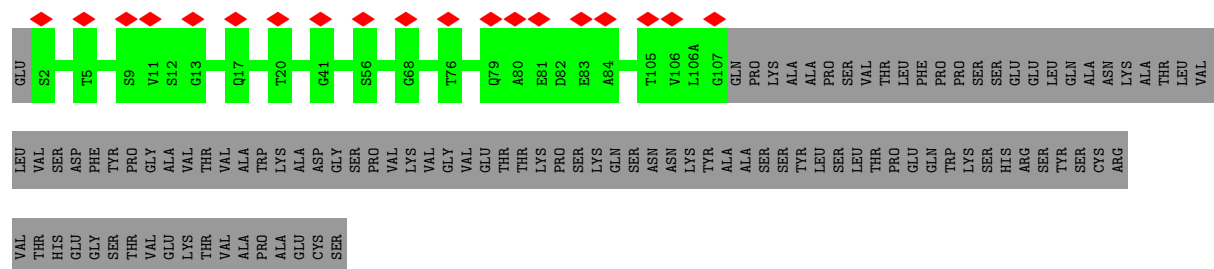 GLU S2 T5 S9 V11 S12 G13 Q17 T20 G41 S56 G68 T76 Q79 A80 E81 D82 E83 A84 T105 V106 L106A G107 GLN PRO LYS ALA ALA PRO SER VAL THR LEU PHE PRO PRO SER SER GLU GLU LEU GLN ALA ASN LYS ALA THR LEU VAL
LEU VAL SER ASP PHE TYR PRO GLY ALA VAL THR VAL ALA TRP LYS ALA ASP GLY SER PRO VAL LYS VAL GLY VAL GLU THR THR LYS PRO SER LYS GLN SER ASN ASN LYS TYR ALA ALA SER SER TYR LEU SER LEU THR PRO GLU GLN TRP LYS SER HIS ARG SER TYR SER CYS ARG
VAL THR HIS GLU GLY SER THR VAL GLU LYS THR VAL ALA PRO ALA GLU CYS SER